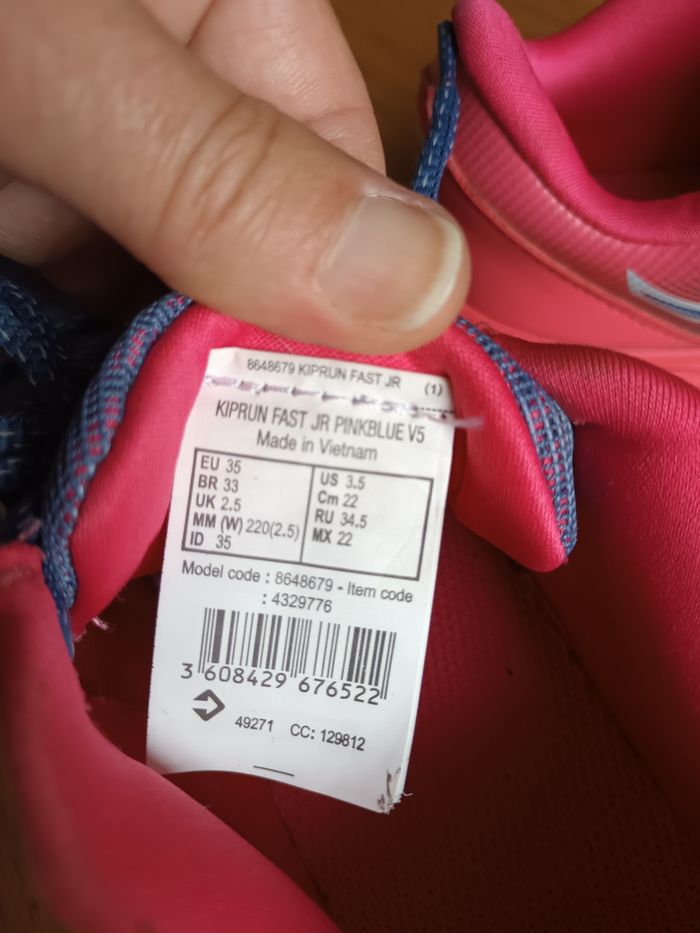 8648679 KIPRUN FAST JR (1)
KIPRUN FAST JR PINKBLUE V5
Made in Vietnam
EU 35
BR 33
UK 2.5
MM (W) 220(2.5)
ID 35
US 3.5
Cm 22
RU 34.5
MX 22
Model code : 8648679 - Item code
: 4329776
3 608429 676522
49271 CC: 129812